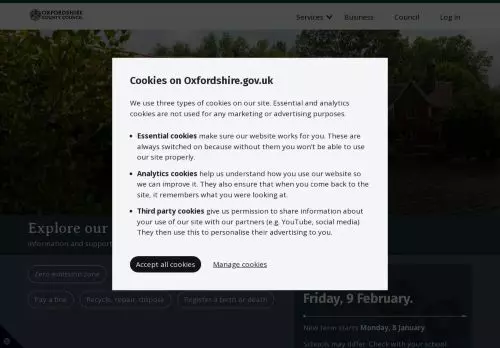 OXFORDSHIRE
COUNTY COUNCIL
Services
Business
Council
Log in
Cookies on Oxfordshire.gov.uk
We use three types of cookies on our site. Essential and analytics
cookies are not used for any marketing or advertising purposes.
• Essential cookies make sure our website works for you. These are
always switched on because without them you won't be able to use
our site properly.
• Analytics cookies help us understand how you use our website so
we can improve it. They also ensure that when you come back to the
site, it remembers what you were looking at.
• Third party cookies give us permission to share information about
your use of our site with our partners (e.g. YouTube, social media)
They then use this to personalise their advertising to you.
Accept all cookies
Manage cookies
Explore our
Information and support
Zero emission zone
Pay a fine
Recycle, repair, dispose
Register a birth or death
Friday, 9 February.
New term starts Monday, 8 January.
Schools may differ. Check with your school